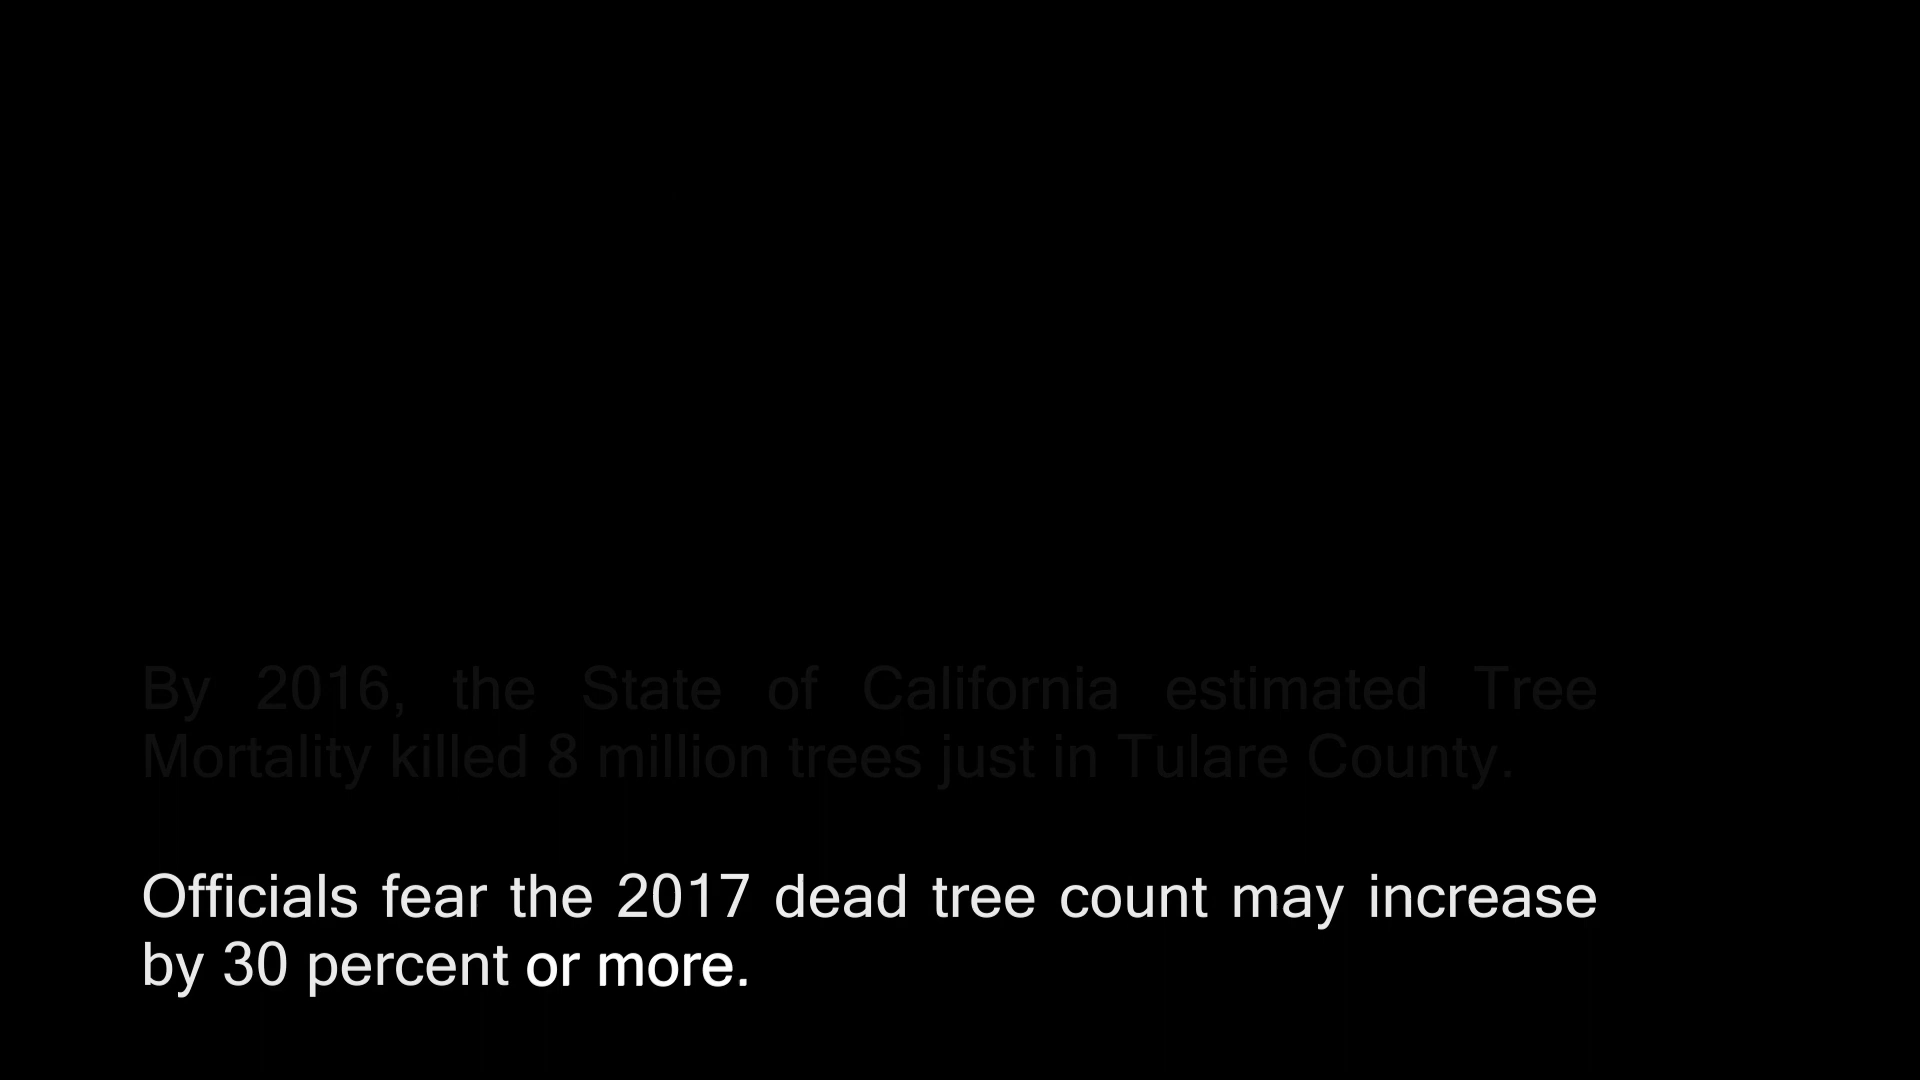 By 2016, the State of California estimated Tree
Mortality killed 8 million trees just in Tulare County.
Officials fear the 2017 dead tree count may increase
by 30 percent or more.